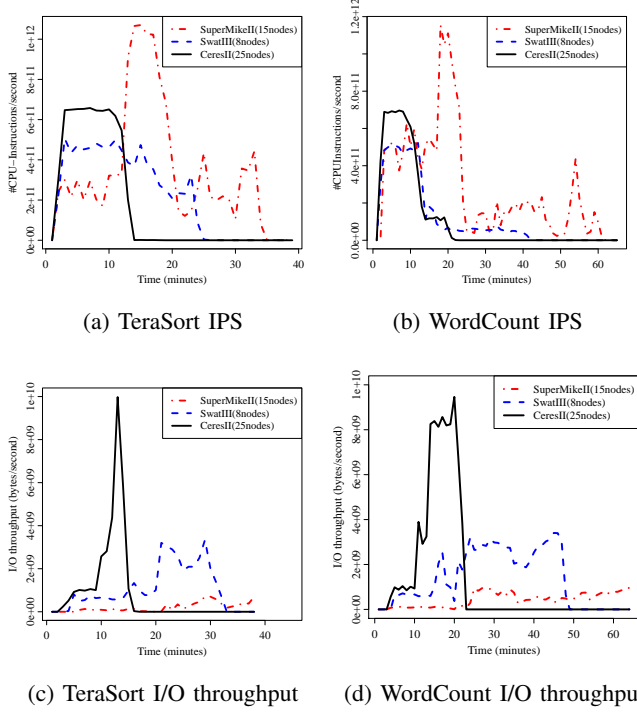 SuperMikeII(15nodes)
SwatIII(8nodes)
CeresII(25nodes)
#CPU-Instructions/second
0e+00 2e+11 4e+11 6e+11 8e+11 1e+12
0 10 20 30 40
Time (minutes)
(a) TeraSort IPS
SuperMikeII(15nodes)
SwatIII(8nodes)
CeresII(25nodes)
#CPUInstructions/second
0.0e+00 4.0e+11 8.0e+11 1.2e+12
0 10 20 30 40 50 60
Time (minutes)
(b) WordCount IPS
SuperMikeII(15nodes)
SwatIII(8nodes)
CeresII(25nodes)
I/O throughput (bytes/second)
0e+00 2e+09 4e+09 6e+09 8e+09 1e+10
0 10 20 30 40
Time (minutes)
(c) TeraSort I/O throughput
SuperMikeII(15nodes)
SwatIII(8nodes)
CeresII(25nodes)
I/O throughput (bytes/second)
0e+00 2e+09 4e+09 6e+09 8e+09 1e+10
0 10 20 30 40 50 60
Time (minutes)
(d) WordCount I/O throughpu